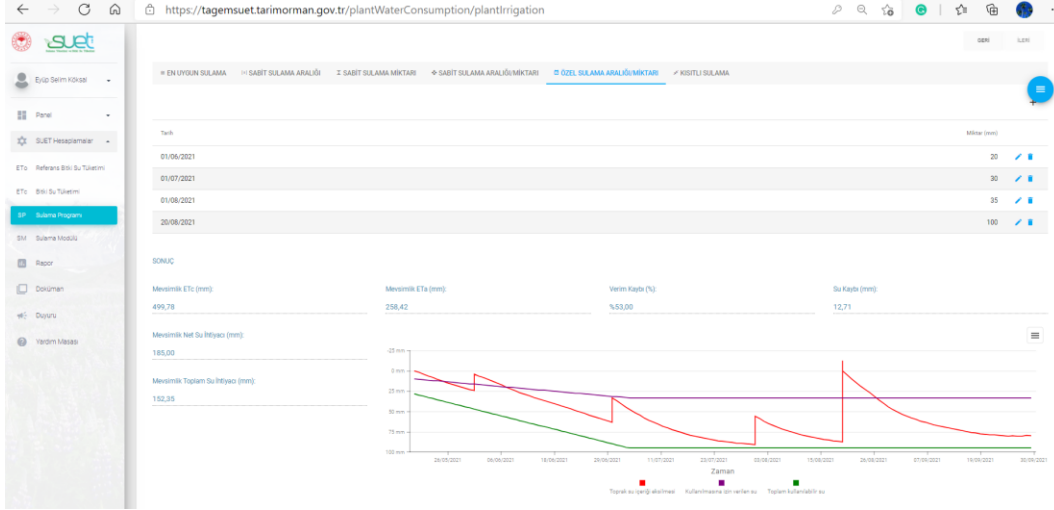 https://tagemsuet.tarimorman.gov.tr/plantWaterConsumption/plantIrrigation
suet
GERİ İLERİ
Eyüp Selim Köksal
EN UYGUN SULAMA SABİT SULAMA ARALIĞI SABİT SULAMA MİKTARI SABİT SULAMA ARALIĞI/MİKTARI ÖZEL SULAMA ARALIĞI/MİKTARI KISITLI SULAMA
Panel
SUET Hesaplamalar
ETo Referans Bitki Su Tüketimi
ETc Bitki Su Tüketimi
SP Sulama Programı
SM Sulama Modülü
Rapor
Doküman
Duyuru
Yardım Masası
+
Tarih Miktar (mm)
01/06/2021 20
01/07/2021 30
01/08/2021 35
20/08/2021 100
SONUÇ
Mevsimlik ETc (mm): Mevsimlik ETa (mm): Verim Kaybı (%): Su Kaybı (mm):
499,78 258,42 %53,00 12,71
Mevsimlik Net Su İhtiyacı (mm):
185,00
Mevsimlik Toplam Su İhtiyacı (mm):
152,35
-25 mm
0 mm
25 mm
50 mm
75 mm
100 mm
26/05/2021 06/06/2021 18/06/2021 29/06/2021 11/07/2021 23/07/2021 03/08/2021 15/08/2021 26/08/2021 07/09/2021 19/09/2021 30/09/2021
Zaman
Toprak su içeriği eksilmesi Kullanılmasına izin verilen su Toplam kullanılabilir su